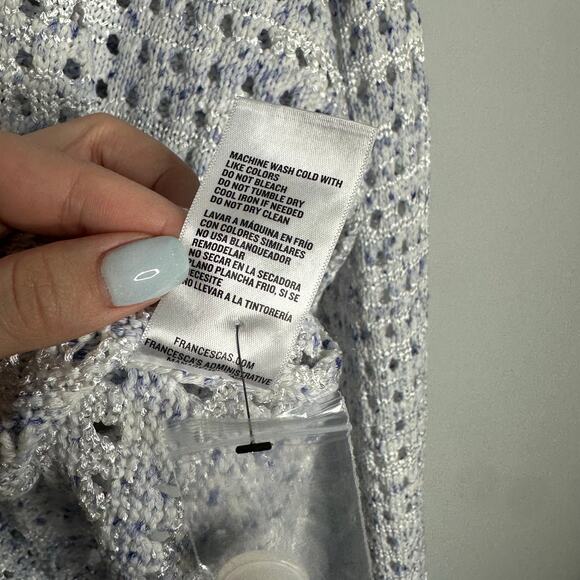 MACHINE WASH COLD WITH
LIKE COLORS
DO NOT BLEACH
DO NOT TUMBLE DRY
COOL IRON IF NEEDED
DO NOT DRY CLEAN
LAVAR A MÁQUINA EN FRÍO
CON COLORES SIMILARES
NO USA BLANQUEADOR
REMODELAR
NO SECAR EN LA SECADORA
PLANO PLANCHA FRIO, SI SE
NECESITE
NO LLEVAR A LA TINTORERÍA
FRANCESCAS.COM
FRANCESCA'S ADMINISTRATIVE